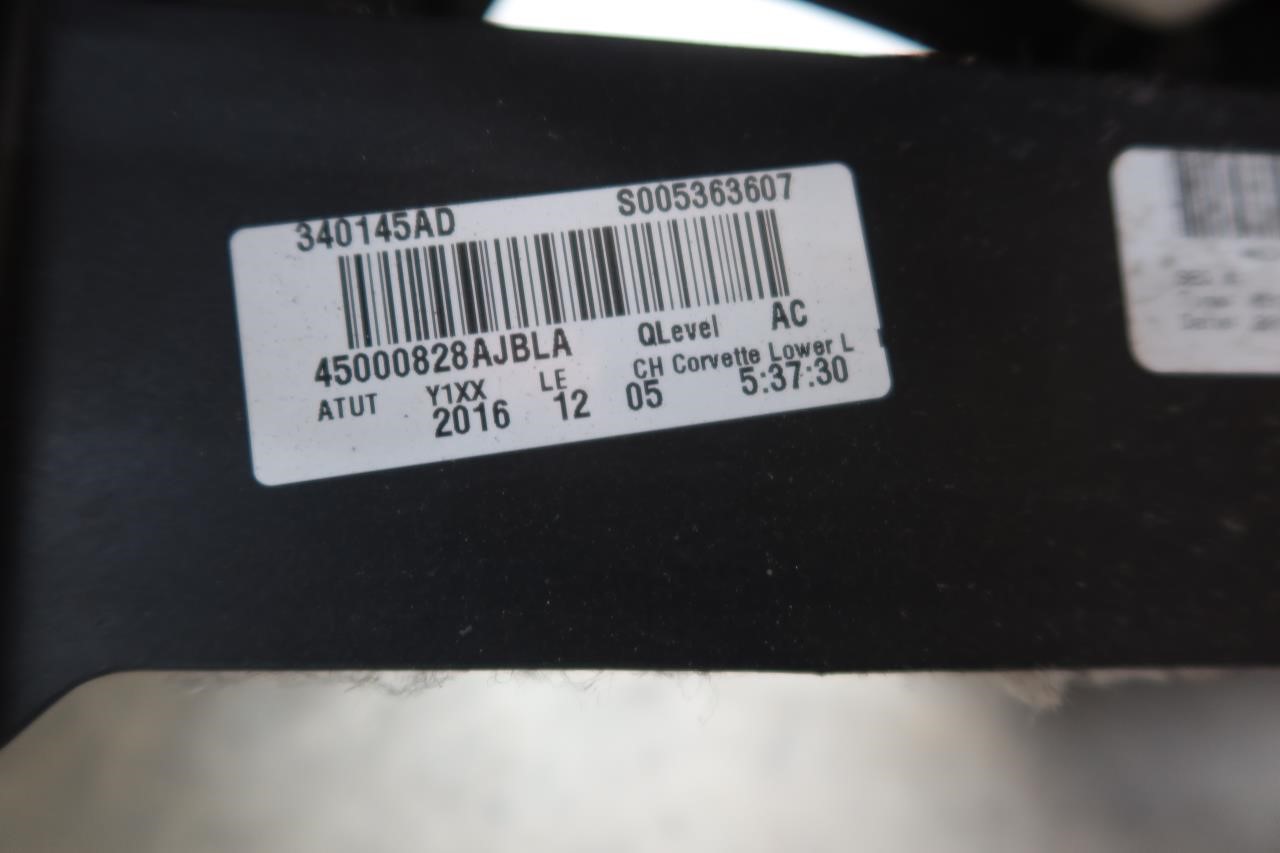 340145AD S005363607
45000828AJBLA QLevel AC
ATUT Y1XX LE CH Corvette Lower L
2016 12 05 5:37:30